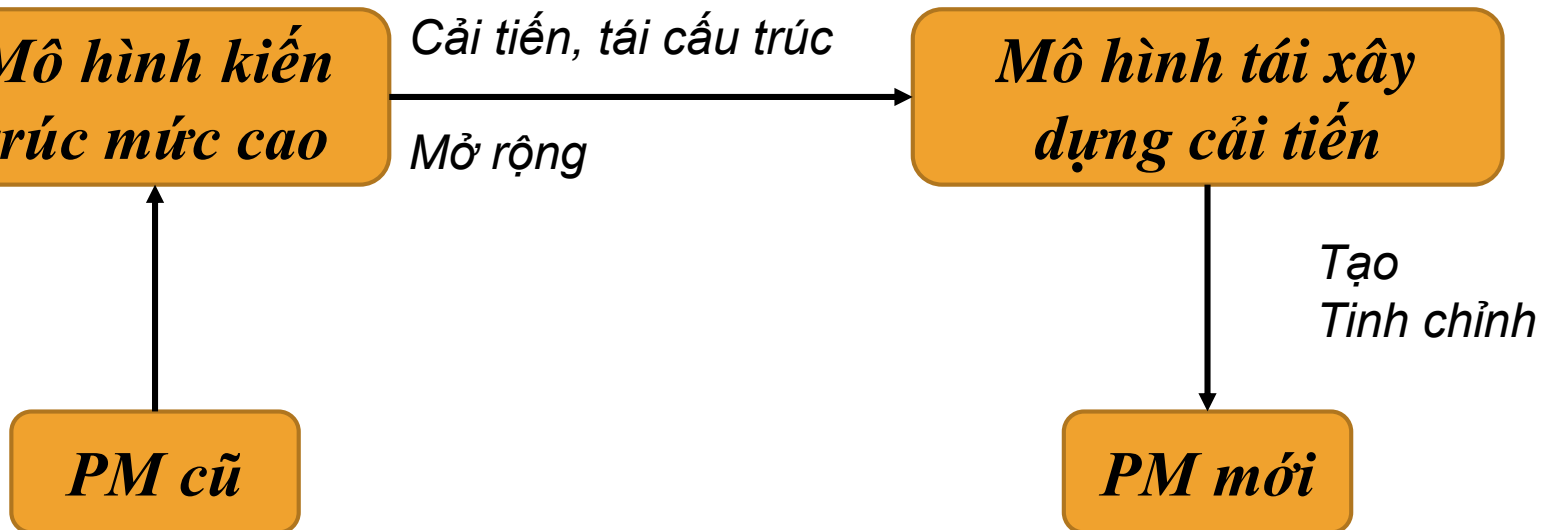 Mô hình kiến
trúc mức cao
Cải tiến, tái cấu trúc
Mở rộng
Mô hình tái xây
dựng cải tiến
Tạo
Tinh chỉnh
PM cũ
PM mới